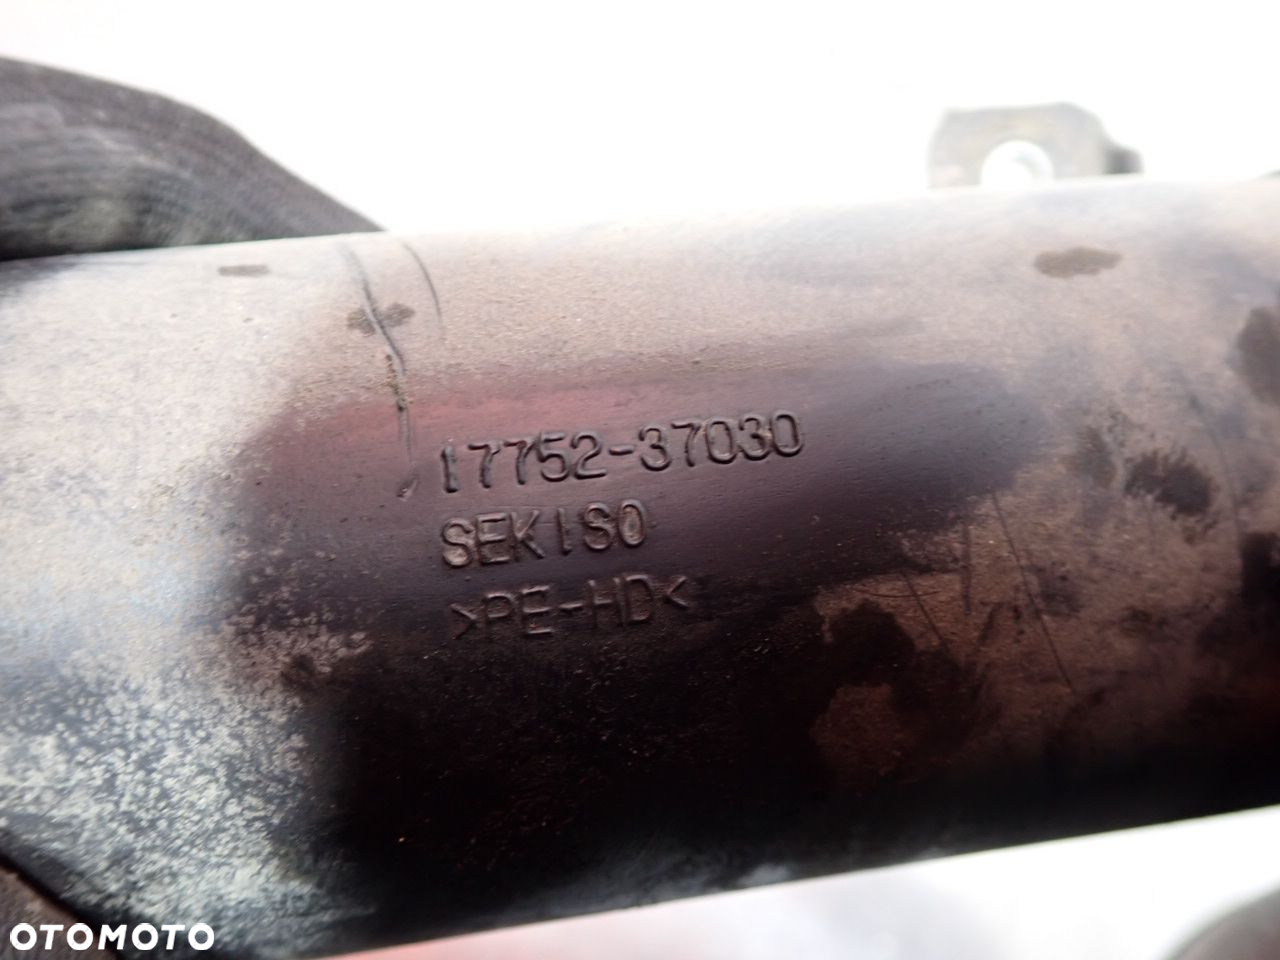 17752-37030
SEKISO
>PE-HD<
OTOMOTO